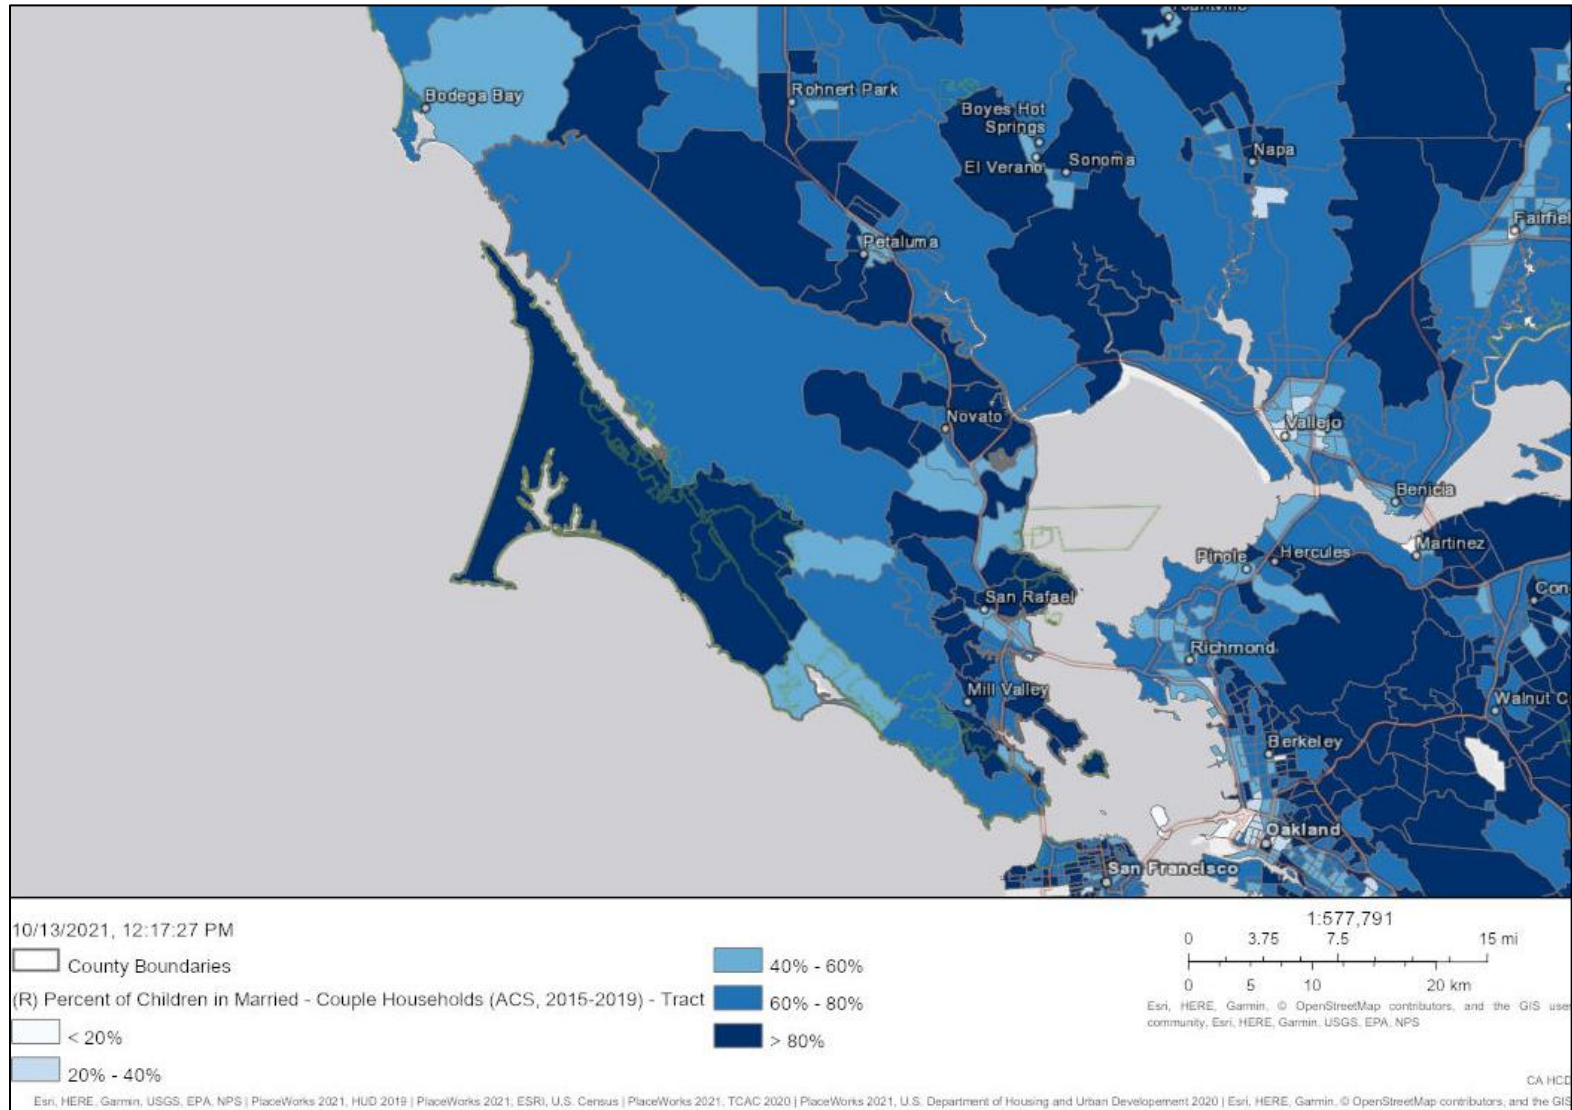 Bodega Bay
Rohnert Park
Boyes Hot
Springs
El Verano
Sonoma
Napa
Petaluma
Novato
Vallejo
Benicia
Martinez
Pinole
Hercules
San Rafael
Richmond
Mill Valley
Walnut C
Berkeley
Oakland
San Francisco
Fairfiel
Con
10/13/2021, 12:17:27 PM
County Boundaries
(R) Percent of Children in Married - Couple Households (ACS, 2015-2019) - Tract
< 20%
20% - 40%
40% - 60%
60% - 80%
> 80%
1:577,791
0 3.75 7.5 15 mi
0 5 10 20 km
Esri, HERE, Garmin, © OpenStreetMap contributors, and the GIS user
community, Esri, HERE, Garmin, USGS, EPA, NPS
CA HCD
Esri, HERE, Garmin, USGS, EPA, NPS | PlaceWorks 2021, HUD 2019 | PlaceWorks 2021, ESRI, U.S. Census | PlaceWorks 2021, TCAC 2020 | PlaceWorks 2021, U.S. Department of Housing and Urban Developement 2020 | Esri, HERE, Garmin, © OpenStreetMap contributors, and the GIS